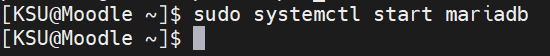 [KSU@Moodle ~]$ sudo systemctl start mariadb
[KSU@Moodle ~]$